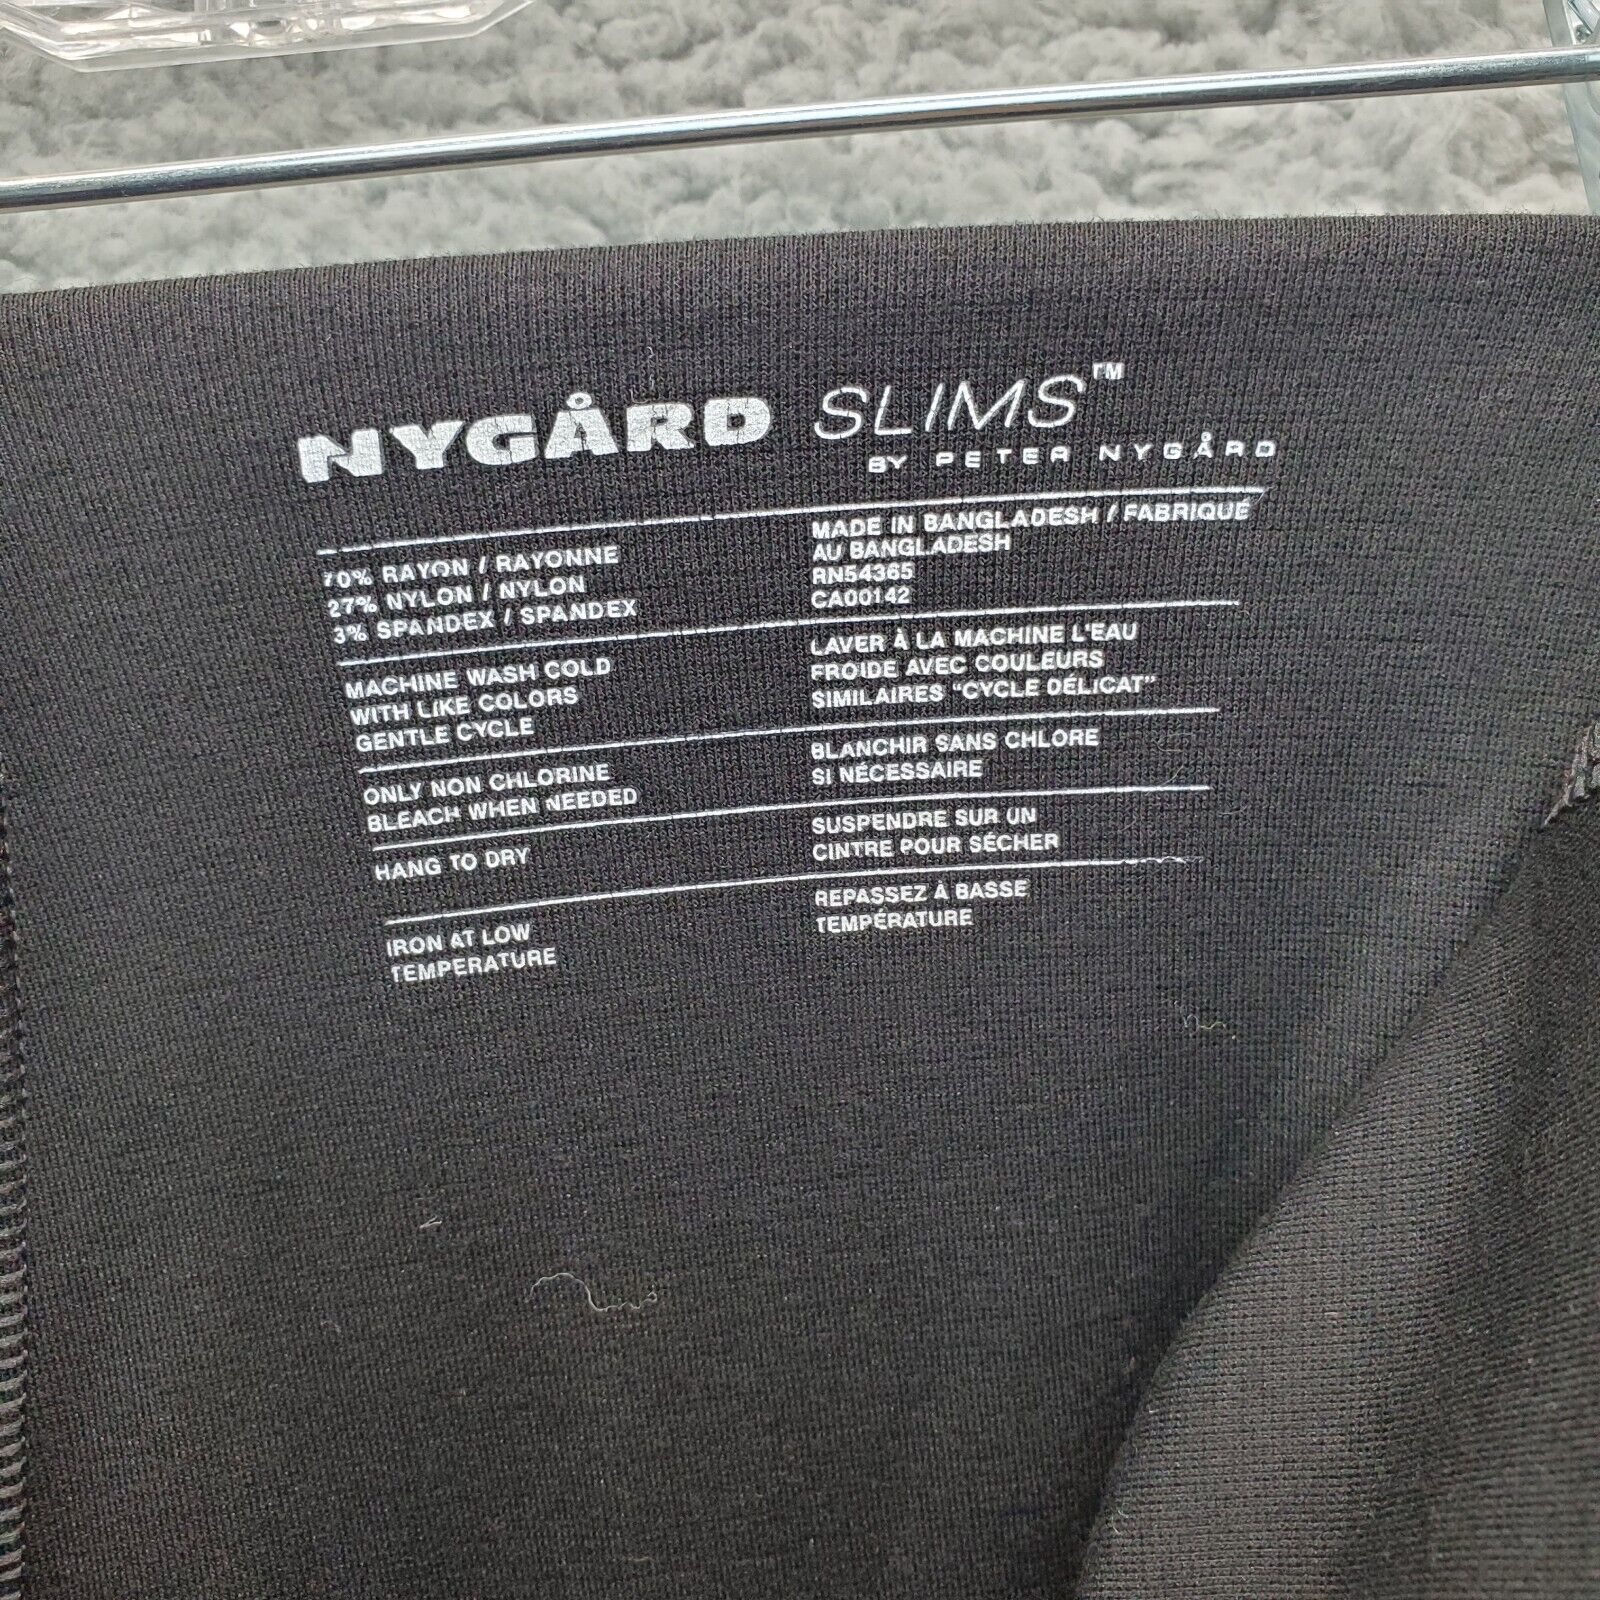 NYGÅRD SLIMS™
BY PETER NYGÅRD
70% RAYON / RAYONNE
27% NYLON / NYLON
3% SPANDEX / SPANDEX
MADE IN BANGLADESH / FABRIQUÉ
AU BANGLADESH
RN54365
CA00142
MACHINE WASH COLD
WITH LIKE COLORS
GENTLE CYCLE
LAVER À LA MACHINE L'EAU
FROIDE AVEC COULEURS
SIMILAIRES "CYCLE DÉLICAT"
ONLY NON CHLORINE
BLEACH WHEN NEEDED
BLANCHIR SANS CHLORE
SI NÉCESSAIRE
HANG TO DRY
SUSPENDRE SUR UN
CINTRE POUR SÉCHER
IRON AT LOW
TEMPERATURE
REPASSEZ À BASSE
TEMPÉRATURE